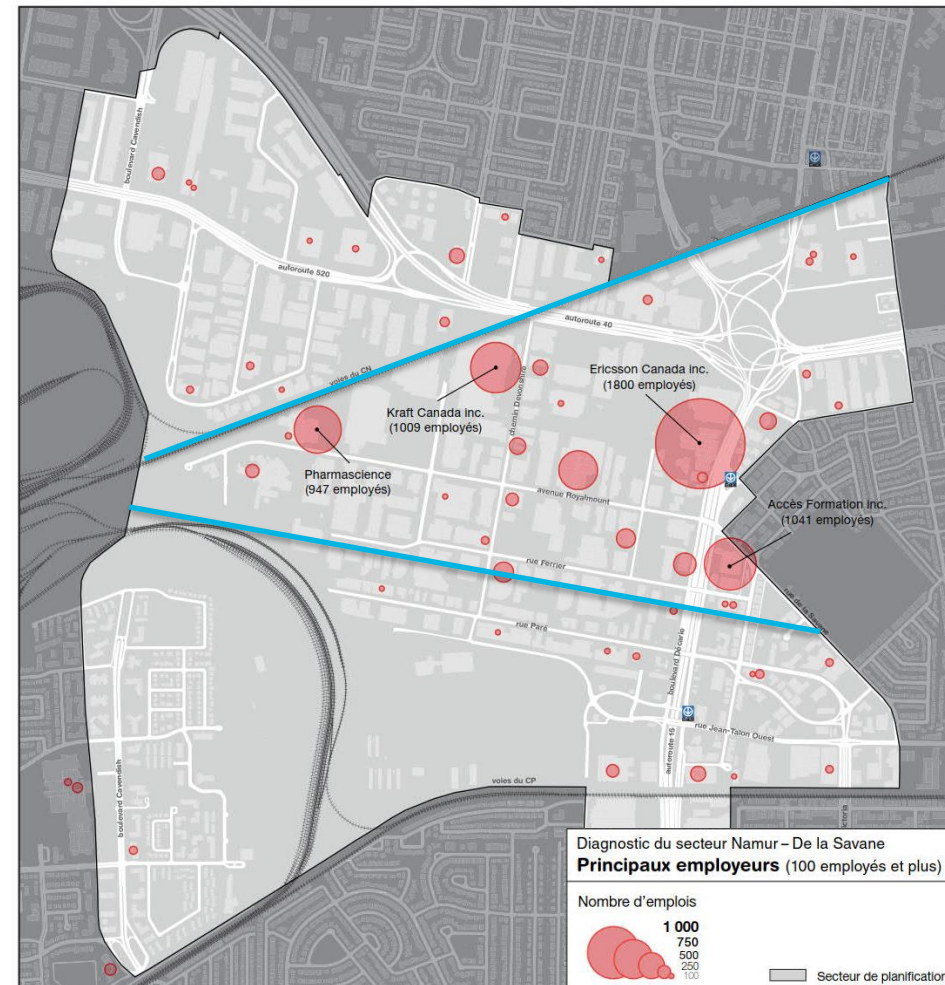 boulevard Cavendish
autoroute 520
autoroute 40
voies du CN
Kraft Canada inc.
(1009 employés)
chemin Devonshire
Ericsson Canada inc.
(1800 employés)
Pharmascience
(947 employés)
avenue Royalmount
Accès Formation inc.
(1041 employés)
rue Ferrier
rue de la Savane
rue Paré
boulevard Décarie
autoroute 15
rue Jean-Talon Ouest
boulevard Cavendish
voies du CP
Diagnostic du secteur Namur – De la Savane
Principaux employeurs (100 employés et plus)
Nombre d'emplois
1 000
750
500
250
100
Secteur de planification